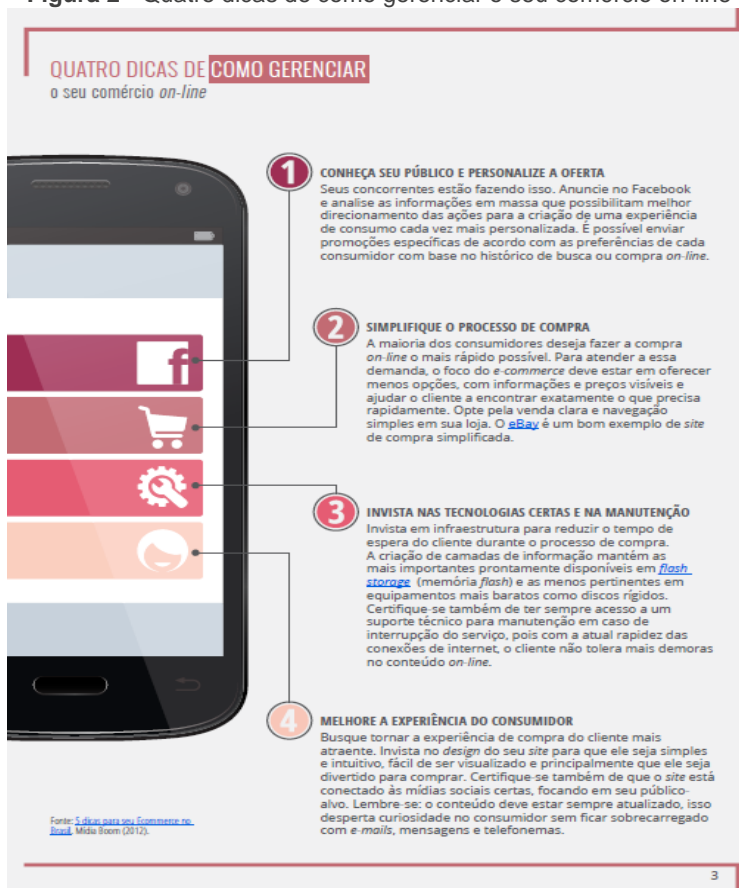 Figura 2 - Quatro dicas de como gerenciar o seu comércio on-line
QUATRO DICAS DE COMO GERENCIAR
o seu comércio on-line
1
CONHEÇA SEU PÚBLICO E PERSONALIZE A OFERTA
Seus concorrentes estão fazendo isso. Anuncie no Facebook
e analise as informações em massa que possibilitam melhor
direcionamento das ações para a criação de uma experiência
de consumo cada vez mais personalizada. É possível enviar
promoções específicas de acordo com as preferências de cada
consumidor com base no histórico de busca ou compra on-line.
f
2
SIMPLIFIQUE O PROCESSO DE COMPRA
A maioria dos consumidores deseja fazer a compra
on-line o mais rápido possível. Para atender a essa
demanda, o foco do e-commerce deve estar em oferecer
menos opções, com informações e preços visíveis e
ajudar o cliente a encontrar exatamente o que precisa
rapidamente. Opte pela venda clara e navegação
simples em sua loja. O eBay é um bom exemplo de site
de compra simplificada.
3
INVISTA NAS TECNOLOGIAS CERTAS E NA MANUTENÇÃO
Invista em infraestrutura para reduzir o tempo de
espera do cliente durante o processo de compra.
A criação de camadas de informação mantém as
mais importantes prontamente disponíveis em flash
storage (memória flash) e as menos pertinentes em
equipamentos mais baratos como discos rígidos.
Certifique-se também de ter sempre acesso a um
suporte técnico para manutenção em caso de
interrupção do serviço, pois com a atual rapidez das
conexões de internet, o cliente não tolera mais demoras
no conteúdo on-line.
4
MELHORE A EXPERIÊNCIA DO CONSUMIDOR
Busque tornar a experiência de compra do cliente mais
atraente. Invista no design do seu site para que ele seja simples
e intuitivo, fácil de ser visualizado e principalmente que ele seja
divertido para comprar. Certifique-se também de que o site está
conectado às mídias sociais certas, focando em seu público-
alvo. Lembre-se: o conteúdo deve estar sempre atualizado, isso
desperta curiosidade no consumidor sem ficar sobrecarregado
com e-mails, mensagens e telefonemas.
Fonte: 5 dicas para seu Ecommerce no
Brasil. Mídia Boom (2012).
3